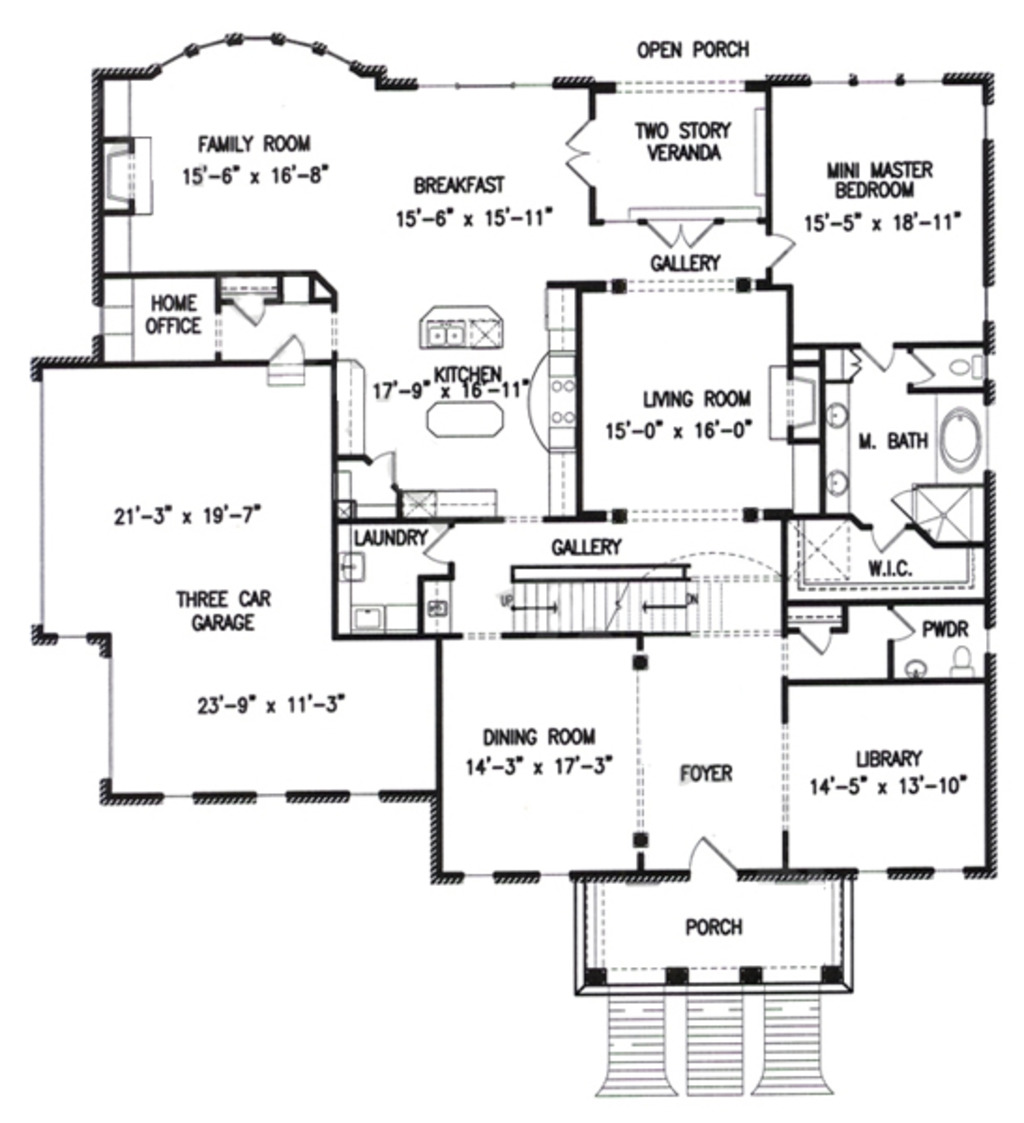 OPEN PORCH
FAMILY ROOM
15'-6" x 16'-8"
BREAKFAST
15'-6" x 15'-11"
TWO STORY
VERANDA
MINI MASTER
BEDROOM
15'-5" x 18'-11"
GALLERY
HOME
OFFICE
KITCHEN
17'-9" x 16'-11"
LIVING ROOM
15'-0" x 16'-0"
M. BATH
21'-3" x 19'-7"
THREE CAR
GARAGE
23'-9" x 11'-3"
LAUNDRY
GALLERY
W.I.C.
UP
DN
PWDR
DINING ROOM
14'-3" x 17'-3"
FOYER
LIBRARY
14'-5" x 13'-10"
PORCH